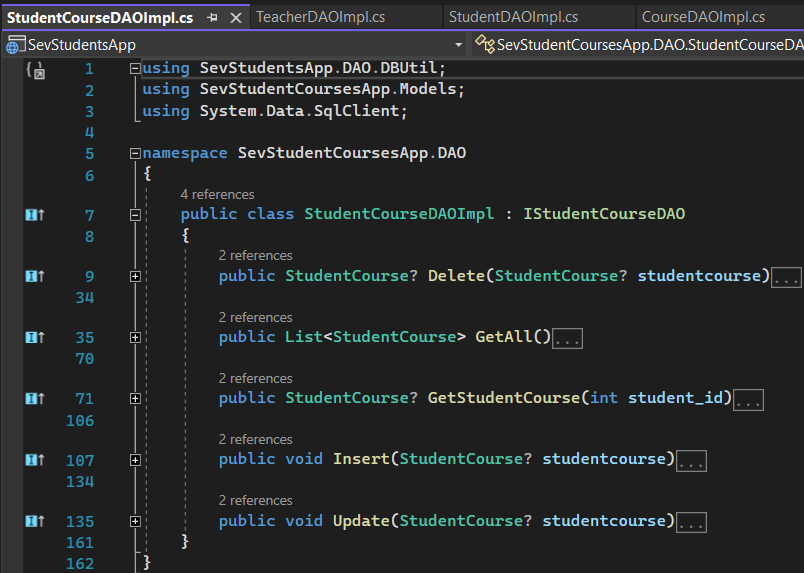 StudentCourseDAOImpl.cs TeacherDAOImpl.cs StudentDAOImpl.cs CourseDAOImpl.cs
SevStudentsApp SevStudentCoursesApp.DAO.StudentCourseDA
1 using SevStudentsApp.DAO.DBUtil;
2 using SevStudentCoursesApp.Models;
3 using System.Data.SqlClient;
4
5 namespace SevStudentCoursesApp.DAO
6 {
4 references
7 public class StudentCourseDAOImpl : IStudentCourseDAO
8 {
2 references
9 public StudentCourse? Delete(StudentCourse? studentcourse)...
34
2 references
35 public List<StudentCourse> GetAll()...
70
2 references
71 public StudentCourse? GetStudentCourse(int student_id)...
106
2 references
107 public void Insert(StudentCourse? studentcourse)...
134
2 references
135 public void Update(StudentCourse? studentcourse)...
161 }
162 }